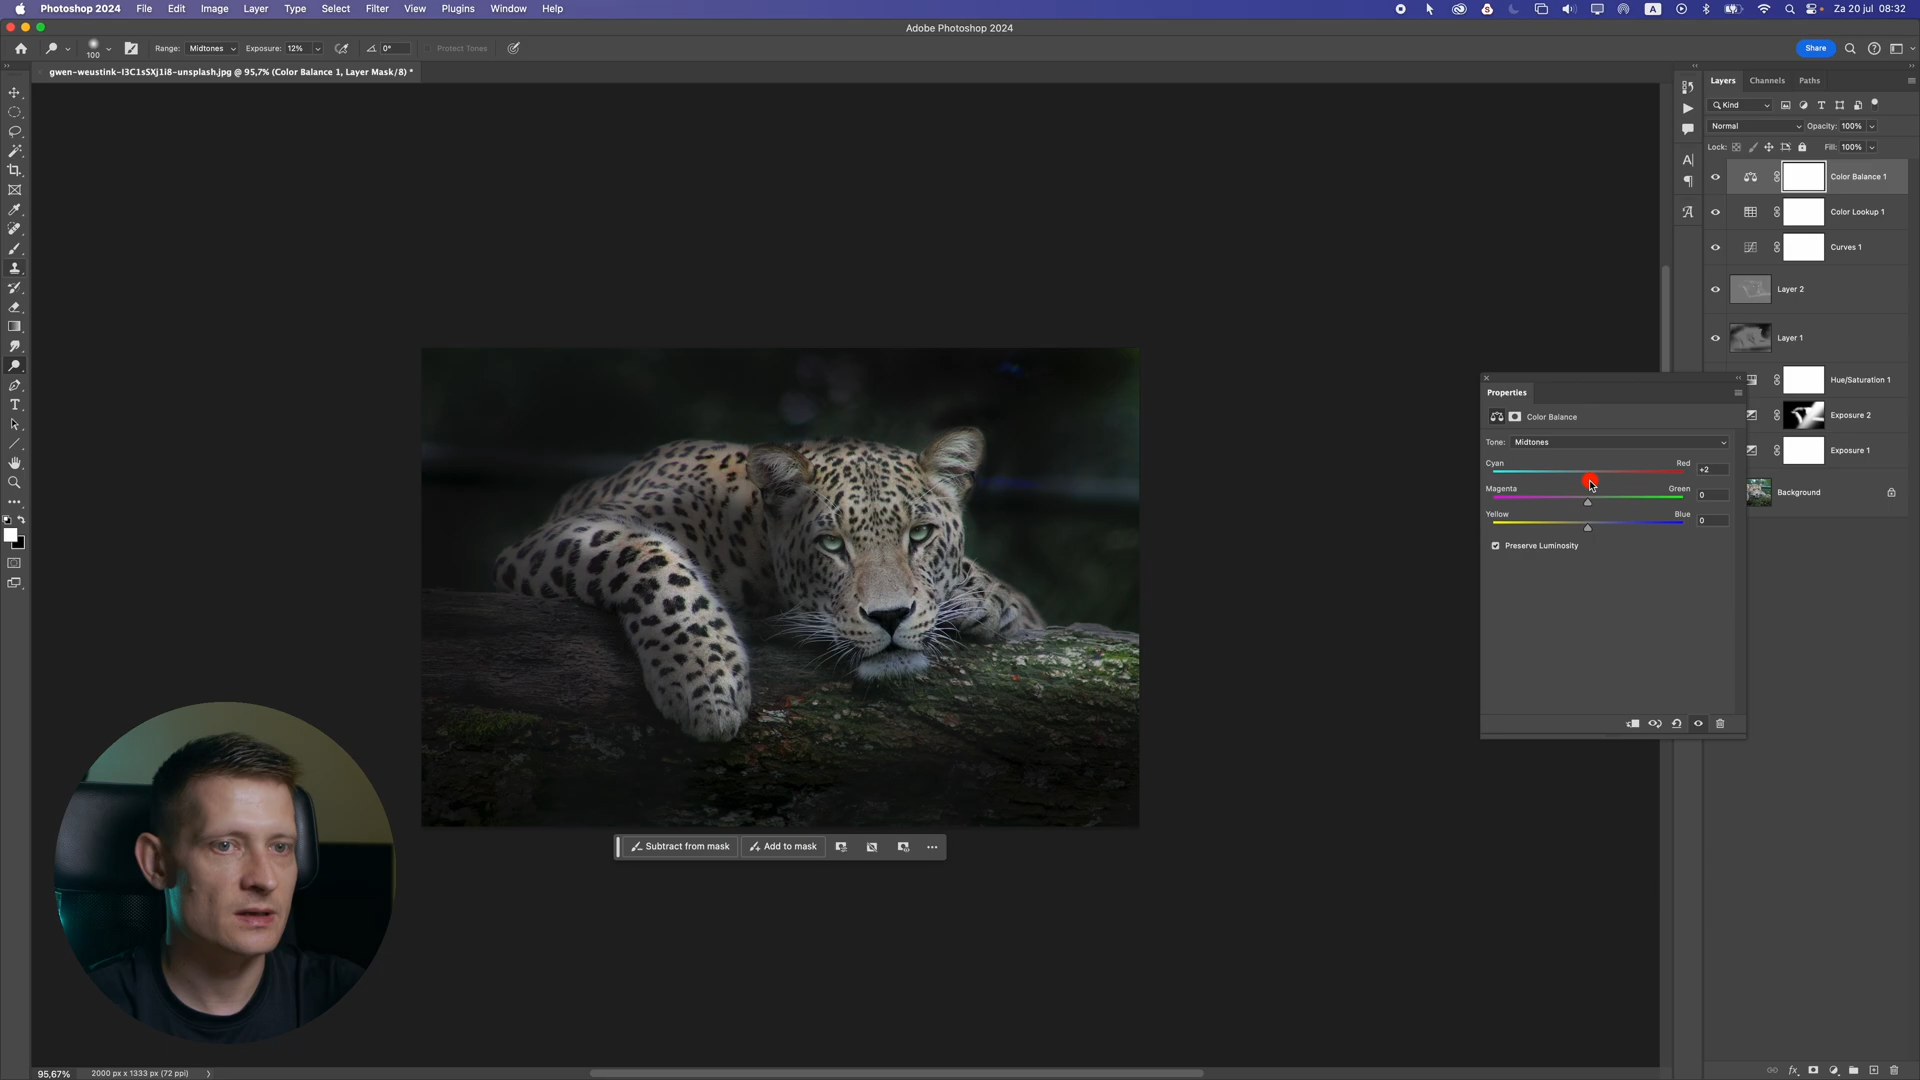 Photoshop 2024 File Edit Image Layer Type Select Filter View Plugins Window Help
A Za 20 jul 08:32
Adobe Photoshop 2024
100 Range: Midtones Exposure: 12% 0° Protect Tones
Share
gwen-weustink-I3C1sSXj1i8-unsplash.jpg @ 95,7% (Color Balance 1, Layer Mask/8) *
Layers Channels Paths
Kind
Normal Opacity: 100%
Lock: Fill: 100%
Color Balance 1
Color Lookup 1
Curves 1
Layer 2
Layer 1
Hue/Saturation 1
Exposure 2
Exposure 1
Background
Properties
Color Balance
Tone: Midtones
Cyan Red +2
Magenta Green 0
Yellow Blue 0
Preserve Luminosity
Subtract from mask Add to mask
95,67% 2000 px x 1333 px (72 ppi)